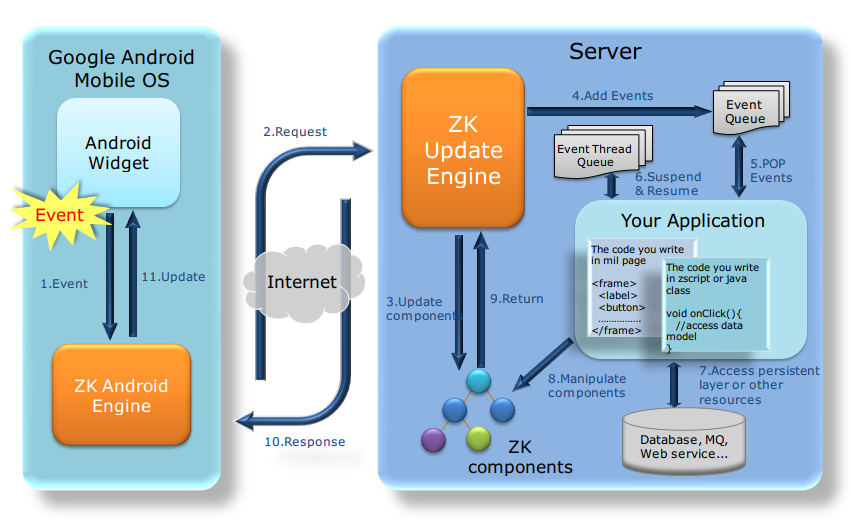 Google Android
Mobile OS
Android
Widget
Event
1.Event
11.Update
ZK Android
Engine
2.Request
Internet
10.Response
Server
ZK
Update
Engine
4.Add Events
Event
Queue
Event Thread
Queue
5.POP
Events
6.Suspend
& Resume
Your Application
The code you write
in mil page
<frame>
<label>
<button>
................
</frame>
The code you write
in zscript or java
class
void onClick(){
//access data
model
}
3.Update
components
9.Return
8.Manipulate
components
7.Access persistent
layer or other
resources
ZK
components
Database, MQ,
Web service...